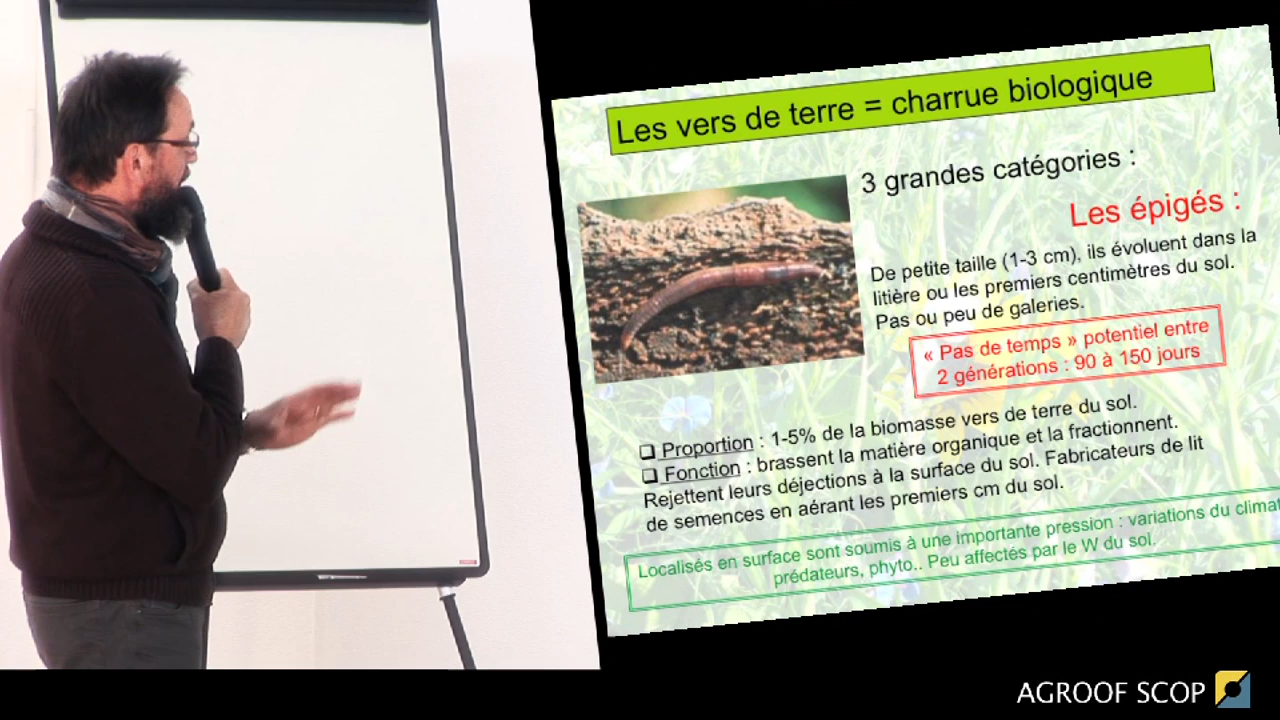 Les vers de terre = charrue biologique
3 grandes catégories :
Les épigés :
De petite taille (1-3 cm), ils évoluent dans la
litière ou les premiers centimètres du sol.
Pas ou peu de galeries.
« Pas de temps » potentiel entre
2 générations : 90 à 150 jours
❑ Proportion : 1-5% de la biomasse vers de terre du sol.
❑ Fonction : brassent la matière organique et la fractionnent.
Rejettent leurs déjections à la surface du sol. Fabricateurs de lit
de semences en aérant les premiers cm du sol.
Localisés en surface sont soumis à une importante pression : variations du climat
prédateurs, phyto.. Peu affectés par le W du sol.
AGROOF SCOP